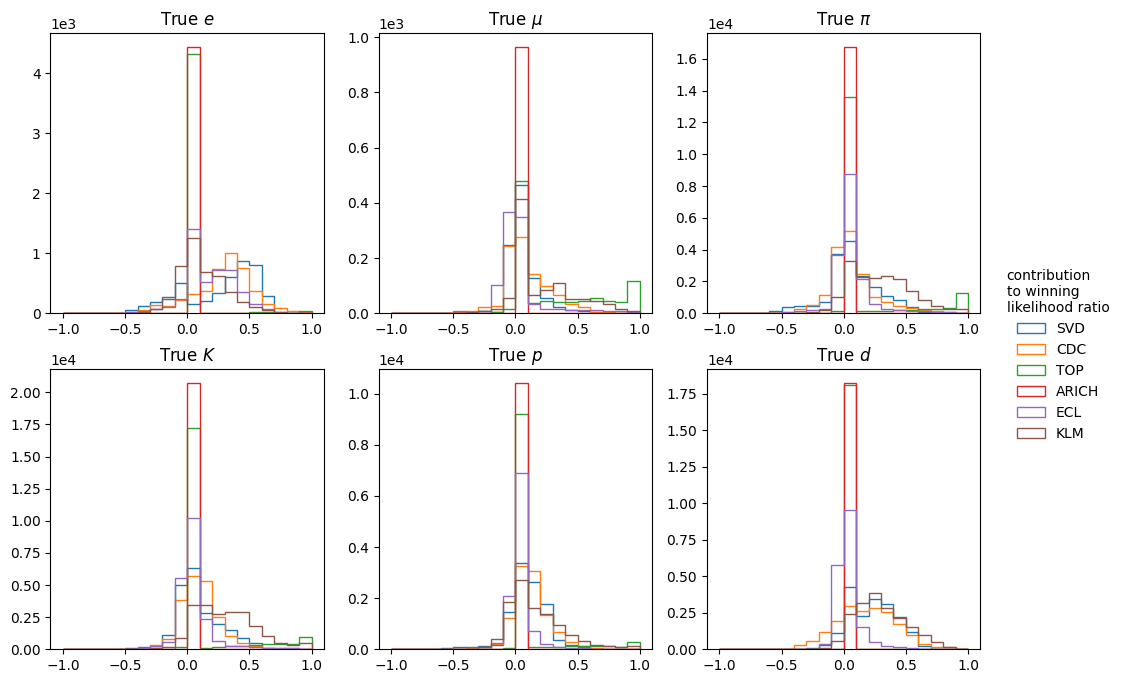 True e
1e3
4
3
2
1
0
−1.0 −0.5 0.0 0.5 1.0
True μ
1e3
1.0
0.8
0.6
0.4
0.2
0.0
−1.0 −0.5 0.0 0.5 1.0
True π
1e4
1.6
1.4
1.2
1.0
0.8
0.6
0.4
0.2
0.0
−1.0 −0.5 0.0 0.5 1.0
True K
1e4
2.00
1.75
1.50
1.25
1.00
0.75
0.50
0.25
0.00
−1.0 −0.5 0.0 0.5 1.0
True p
1e4
1.0
0.8
0.6
0.4
0.2
0.0
−1.0 −0.5 0.0 0.5 1.0
True d
1e4
1.75
1.50
1.25
1.00
0.75
0.50
0.25
0.00
−1.0 −0.5 0.0 0.5 1.0
contribution
to winning
likelihood ratio
SVD
CDC
TOP
ARICH
ECL
KLM